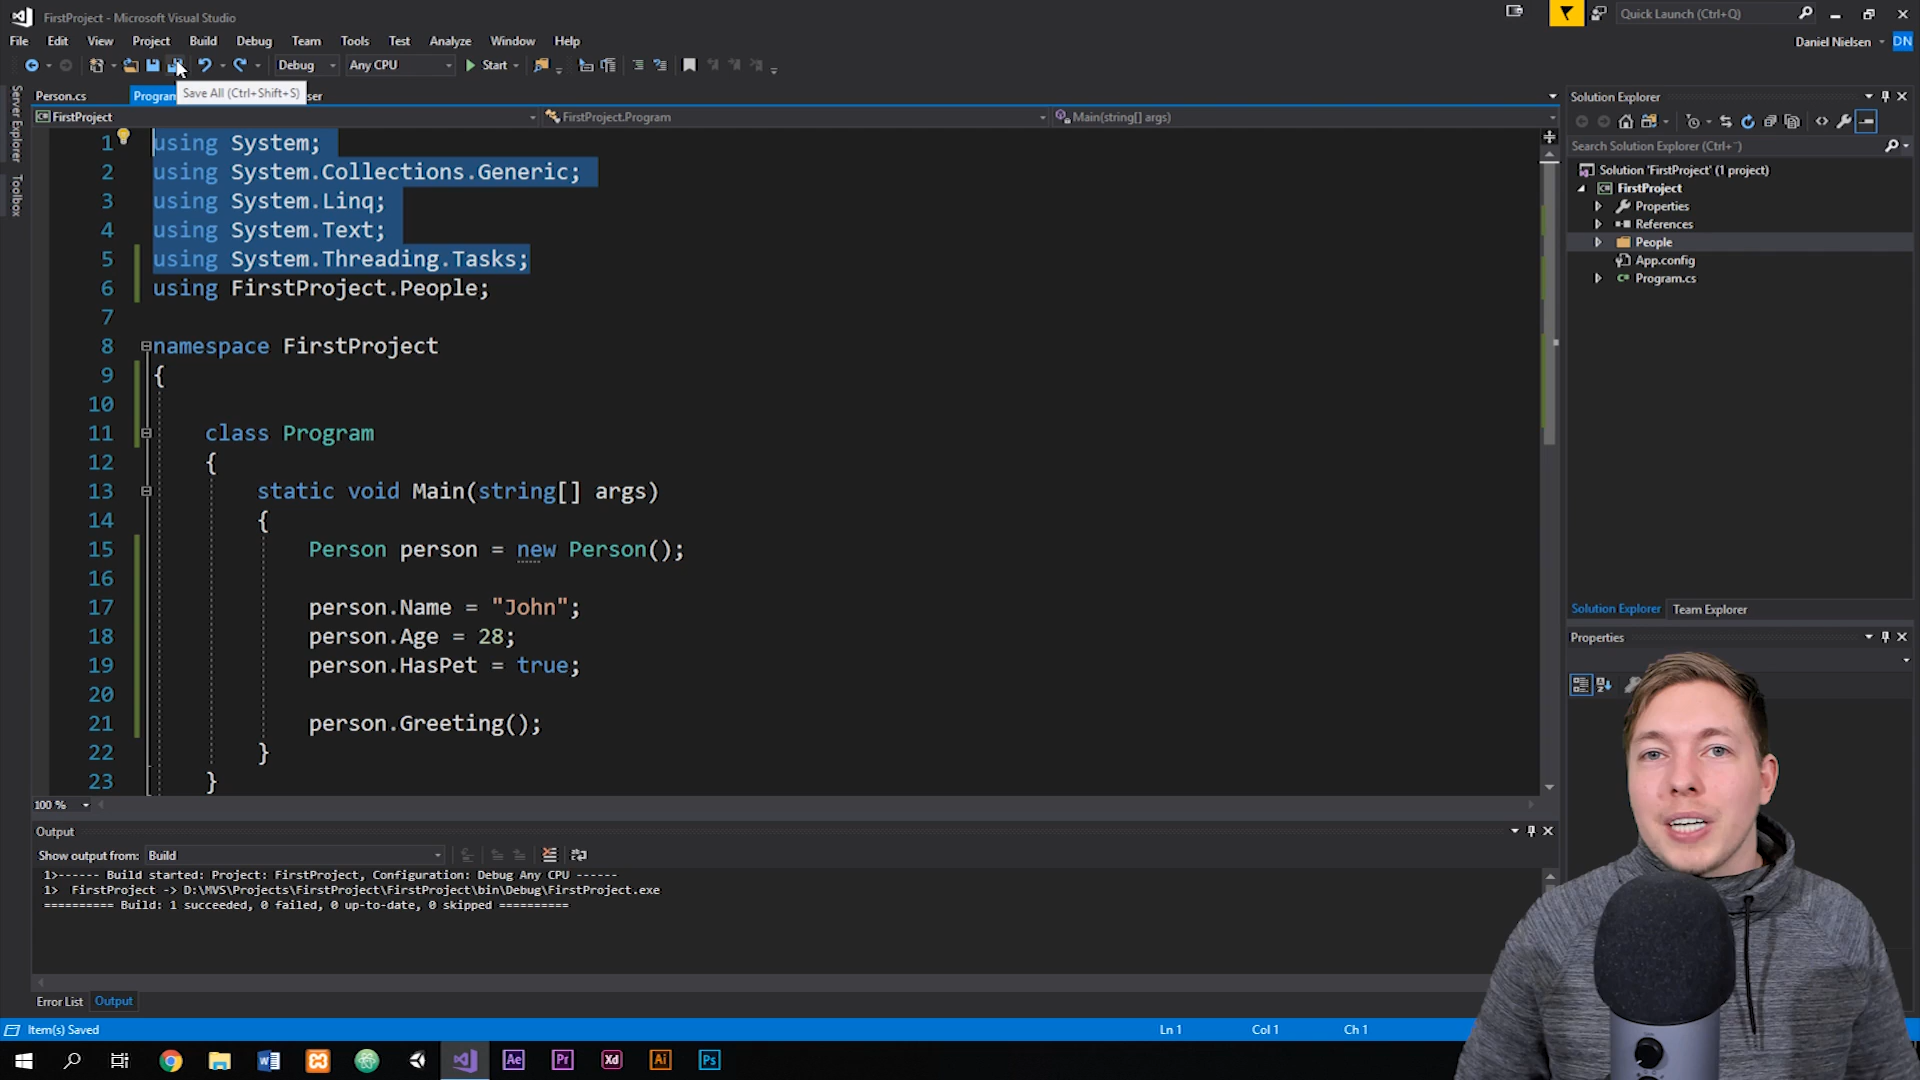 FirstProject - Microsoft Visual Studio
Quick Launch (Ctrl+Q)
File Edit View Project Build Debug Team Tools Test Analyze Window Help
Daniel Nielsen DN
Debug Any CPU Start
Save All (Ctrl+Shift+S)
Person.cs
FirstProject FirstProject.Program Main(string[] args)
Server Explorer
Toolbox
1 using System;
2 using System.Collections.Generic;
3 using System.Linq;
4 using System.Text;
5 using System.Threading.Tasks;
6 using FirstProject.People;
7
8 namespace FirstProject
9 {
10
11 class Program
12 {
13 static void Main(string[] args)
14 {
15 Person person = new Person();
16
17 person.Name = "John";
18 person.Age = 28;
19 person.HasPet = true;
20
21 person.Greeting();
22 }
23 }
100 %
Solution Explorer
Search Solution Explorer (Ctrl+¨)
Solution 'FirstProject' (1 project)
FirstProject
Properties
References
People
App.config
Program.cs
Solution Explorer Team Explorer
Properties
Output
Show output from: Build
1>------ Build started: Project: FirstProject, Configuration: Debug Any CPU ------
1> FirstProject -> D:\MVS\Projects\FirstProject\FirstProject\bin\Debug\FirstProject.exe
========== Build: 1 succeeded, 0 failed, 0 up-to-date, 0 skipped ==========
Error List Output
Item(s) Saved
Ln 1 Col 1 Ch 1
Ae Pr Xd Ai Ps